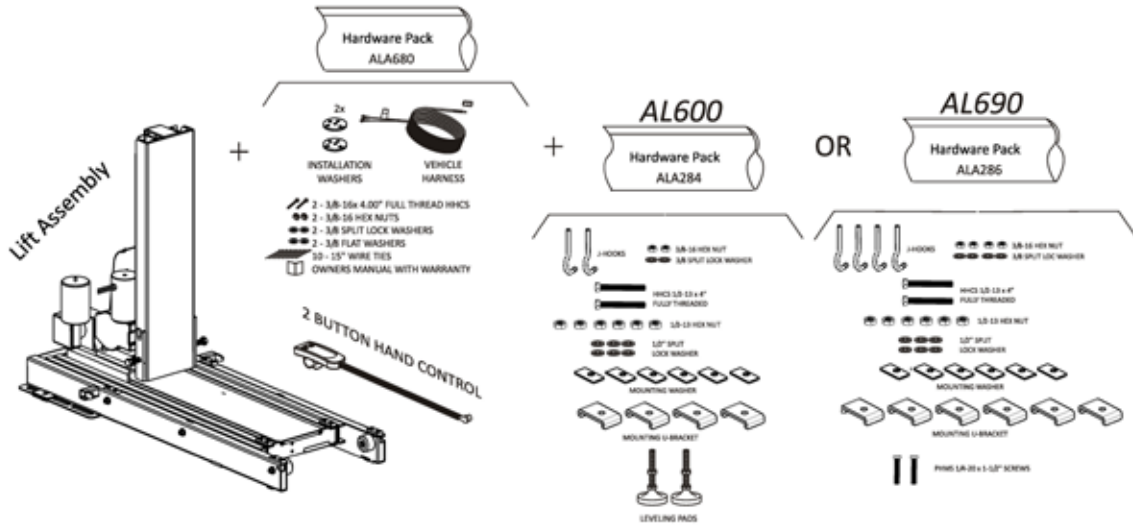 Hardware Pack
ALA680
Lift Assembly
+
2x
INSTALLATION
WASHERS
VEHICLE
HARNESS
2 - 3/8-16x 4.00" FULL THREAD HHCS
2 - 3/8-16 HEX NUTS
2 - 3/8 SPLIT LOCK WASHERS
2 - 3/8 FLAT WASHERS
10 - 15" WIRE TIES
OWNERS MANUAL WITH WARRANTY
2 BUTTON HAND CONTROL
+
AL600
Hardware Pack
ALA284
J-HOOKS
3/8-16 HEX NUT
3/8 SPLIT LOCK WASHER
HHCS 1/2-13 x 4"
FULLY THREADED
1/2-13 HEX NUT
1/2" SPLIT
LOCK WASHER
MOUNTING WASHER
MOUNTING U-BRACKET
LEVELING PADS
OR
AL690
Hardware Pack
ALA286
J-HOOKS
3/8-16 HEX NUT
3/8 SPLIT LOC WASHER
HHCS 1/2-13 x 4"
FULLY THREADED
1/2-13 HEX NUT
1/2" SPLIT
LOCK WASHER
MOUNTING WASHER
MOUNTING U-BRACKET
PHMS 1/4-20 x 1-1/2" SCREWS